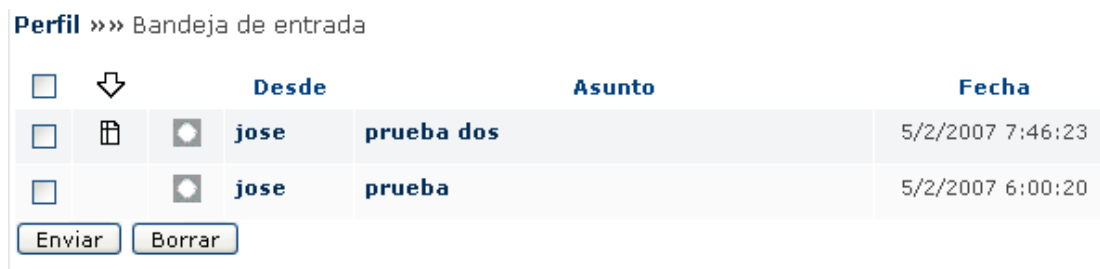 Perfil »» Bandeja de entrada
Desde Asunto Fecha
jose prueba dos 5/2/2007 7:46:23
jose prueba 5/2/2007 6:00:20
Enviar Borrar